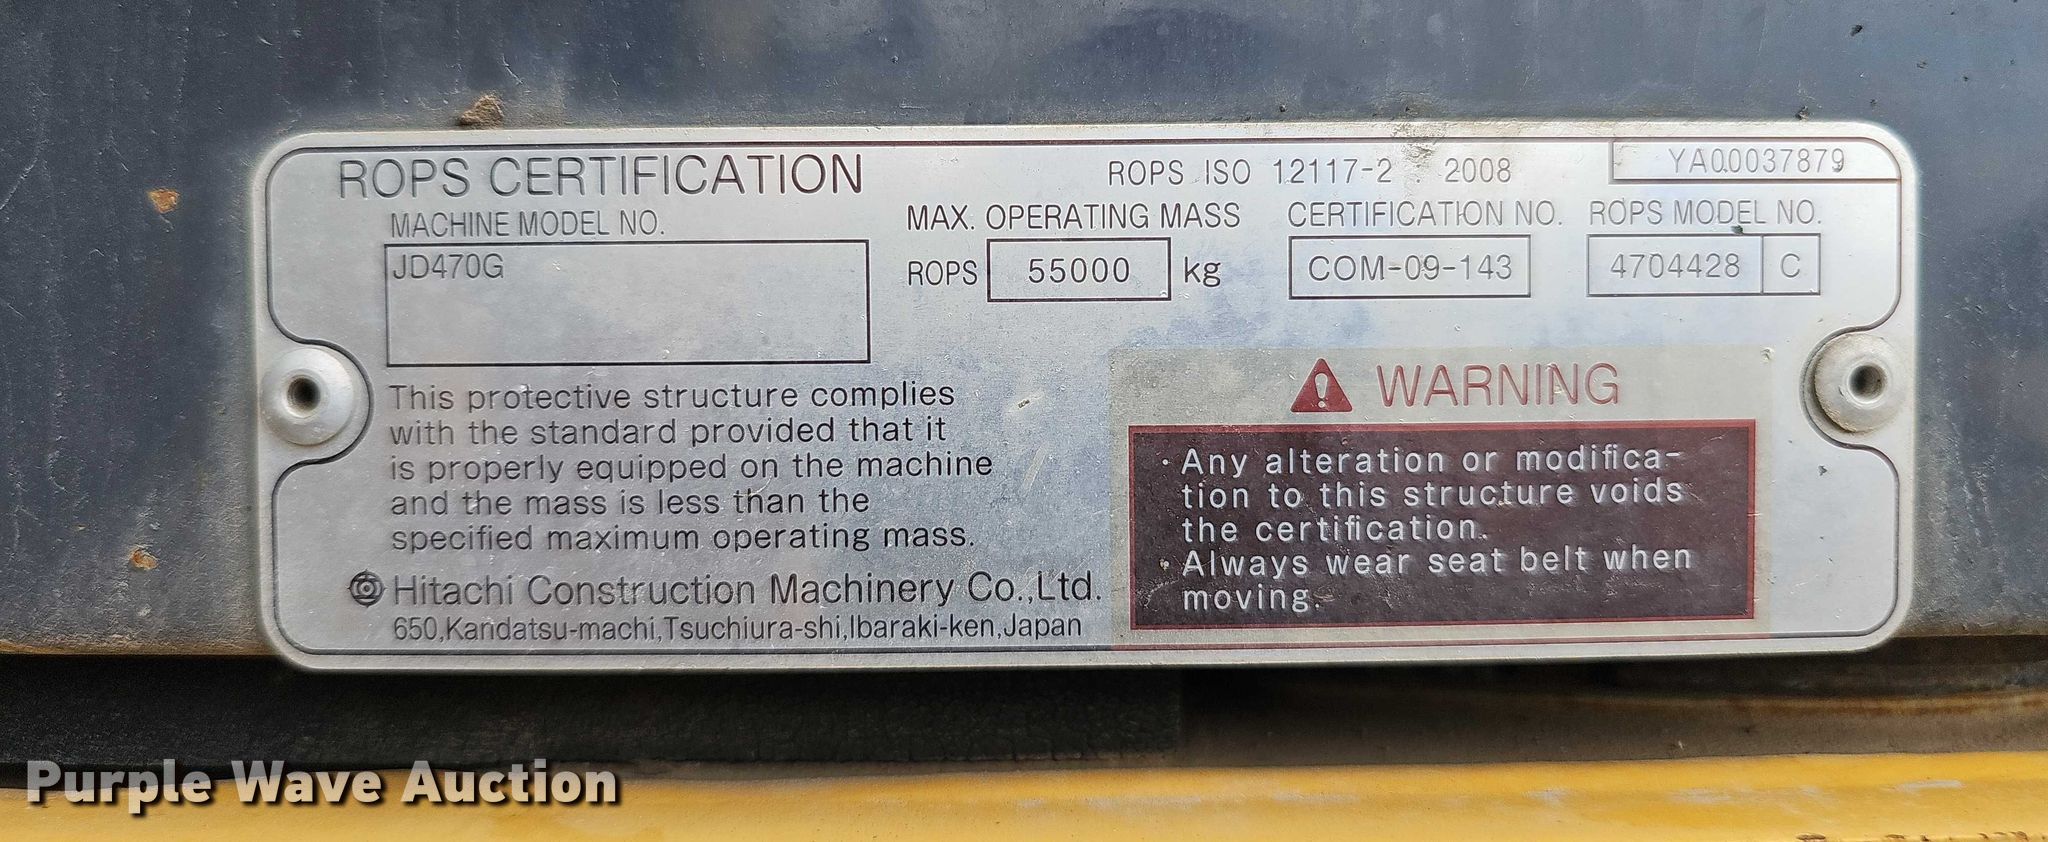 ROPS CERTIFICATION
ROPS ISO 12117-2 : 2008
YA00037879
MACHINE MODEL NO.
JD470G
MAX. OPERATING MASS
ROPS 55000 kg
CERTIFICATION NO.
COM-09-143
ROPS MODEL NO.
4704428 C
This protective structure complies
with the standard provided that it
is properly equipped on the machine
and the mass is less than the
specified maximum operating mass.
Hitachi Construction Machinery Co.,Ltd.
650,Kandatsu-machi,Tsuchiura-shi,Ibaraki-ken,Japan
WARNING
· Any alteration or modifica-
tion to this structure voids
the certification.
· Always wear seat belt when
moving.
Purple Wave Auction